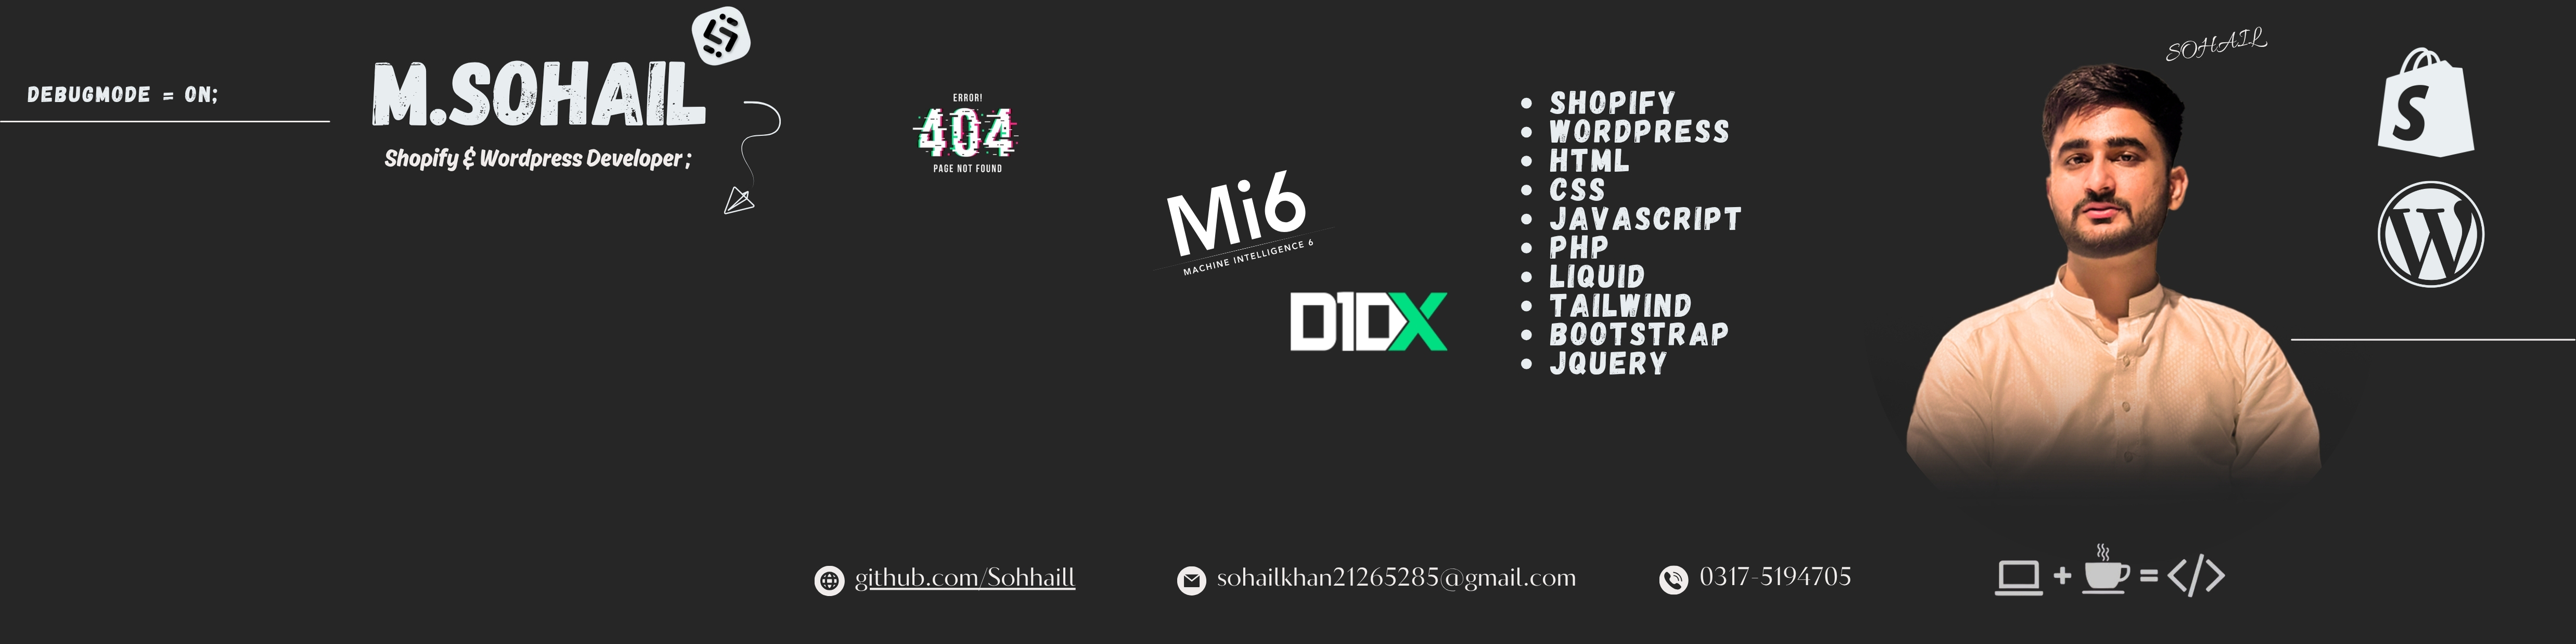 DEBUGMODE = ON;
M.SOHAIL
Shopify & Wordpress Developer ;
ERROR!
404
PAGE NOT FOUND
Mi6
MACHINE INTELLIGENCE 6
D1DX
SHOPIFY
WORDPRESS
HTML
CSS
JAVASCRIPT
PHP
LIQUID
TAILWIND
BOOTSTRAP
JQUERY
SOHAIL
S
W
github.com/Sohhaill
sohailkhan21265285@gmail.com
0317-5194705
+ = </>